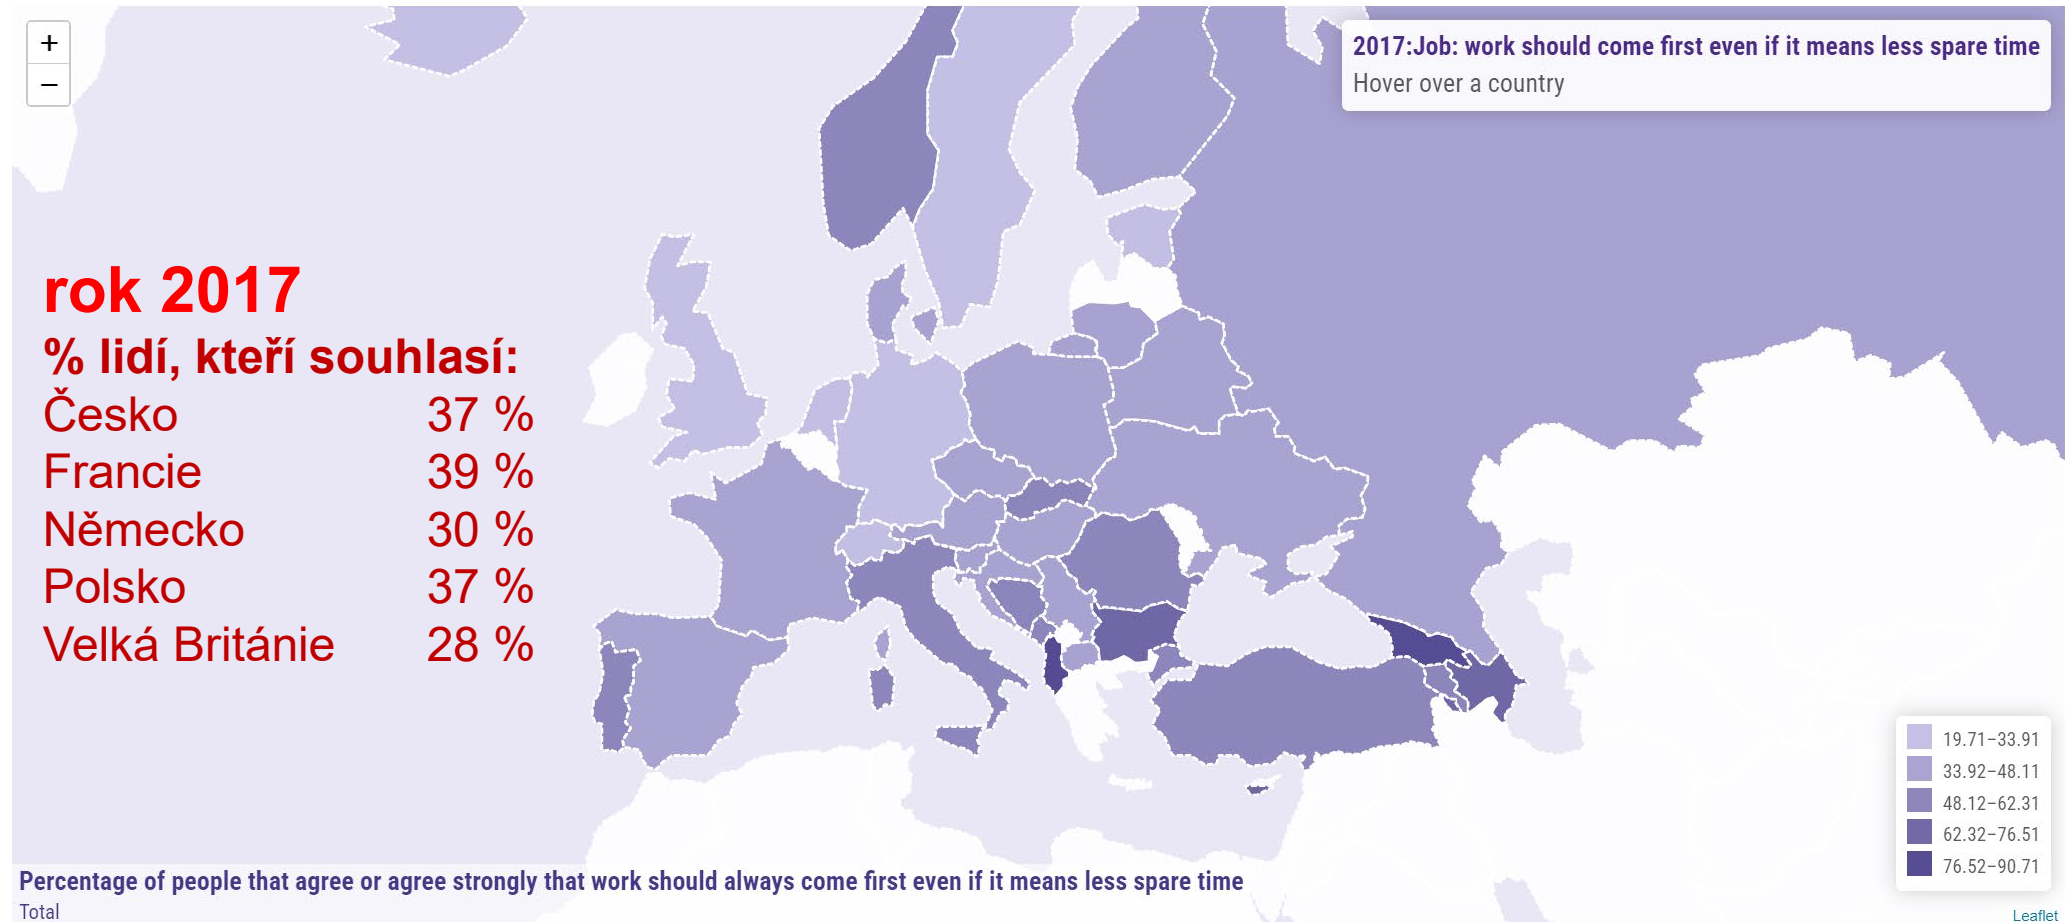 +
−
2017:Job: work should come first even if it means less spare time
Hover over a country
rok 2017
% lidí, kteří souhlasí:
Česko 37 %
Francie 39 %
Německo 30 %
Polsko 37 %
Velká Británie 28 %
19.71–33.91
33.92–48.11
48.12–62.31
62.32–76.51
76.52–90.71
Percentage of people that agree or agree strongly that work should always come first even if it means less spare time
Total
Leaflet